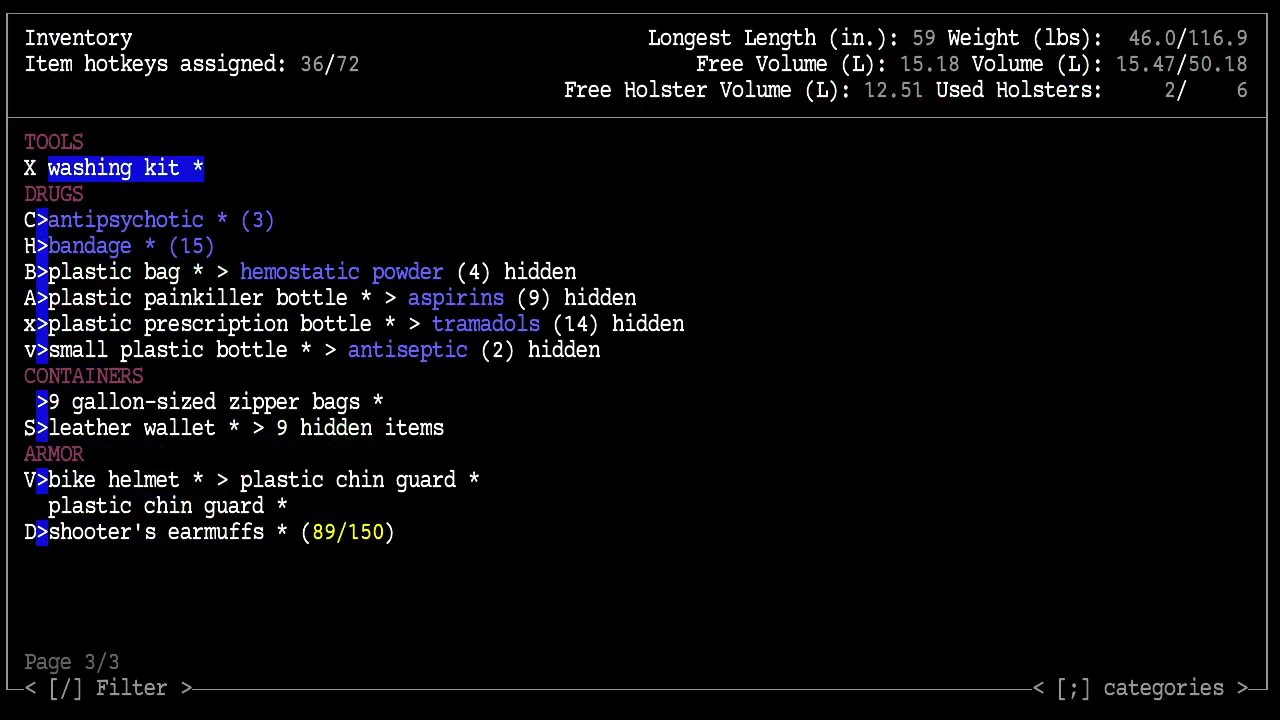 Inventory Longest Length (in.): 59 Weight (lbs): 46.0/116.9
Item hotkeys assigned: 36/72 Free Volume (L): 15.18 Volume (L): 15.47/50.18
Free Holster Volume (L): 12.51 Used Holsters: 2/ 6
TOOLS
X washing kit *
DRUGS
C>antipsychotic * (3)
H>bandage * (15)
B>plastic bag * > hemostatic powder (4) hidden
A>plastic painkiller bottle * > aspirins (9) hidden
x>plastic prescription bottle * > tramadols (14) hidden
v>small plastic bottle * > antiseptic (2) hidden
CONTAINERS
>9 gallon-sized zipper bags *
S>leather wallet * > 9 hidden items
ARMOR
V>bike helmet * > plastic chin guard *
plastic chin guard *
D>shooter's earmuffs * (89/150)
Page 3/3
< [/] Filter > < [;] categories >